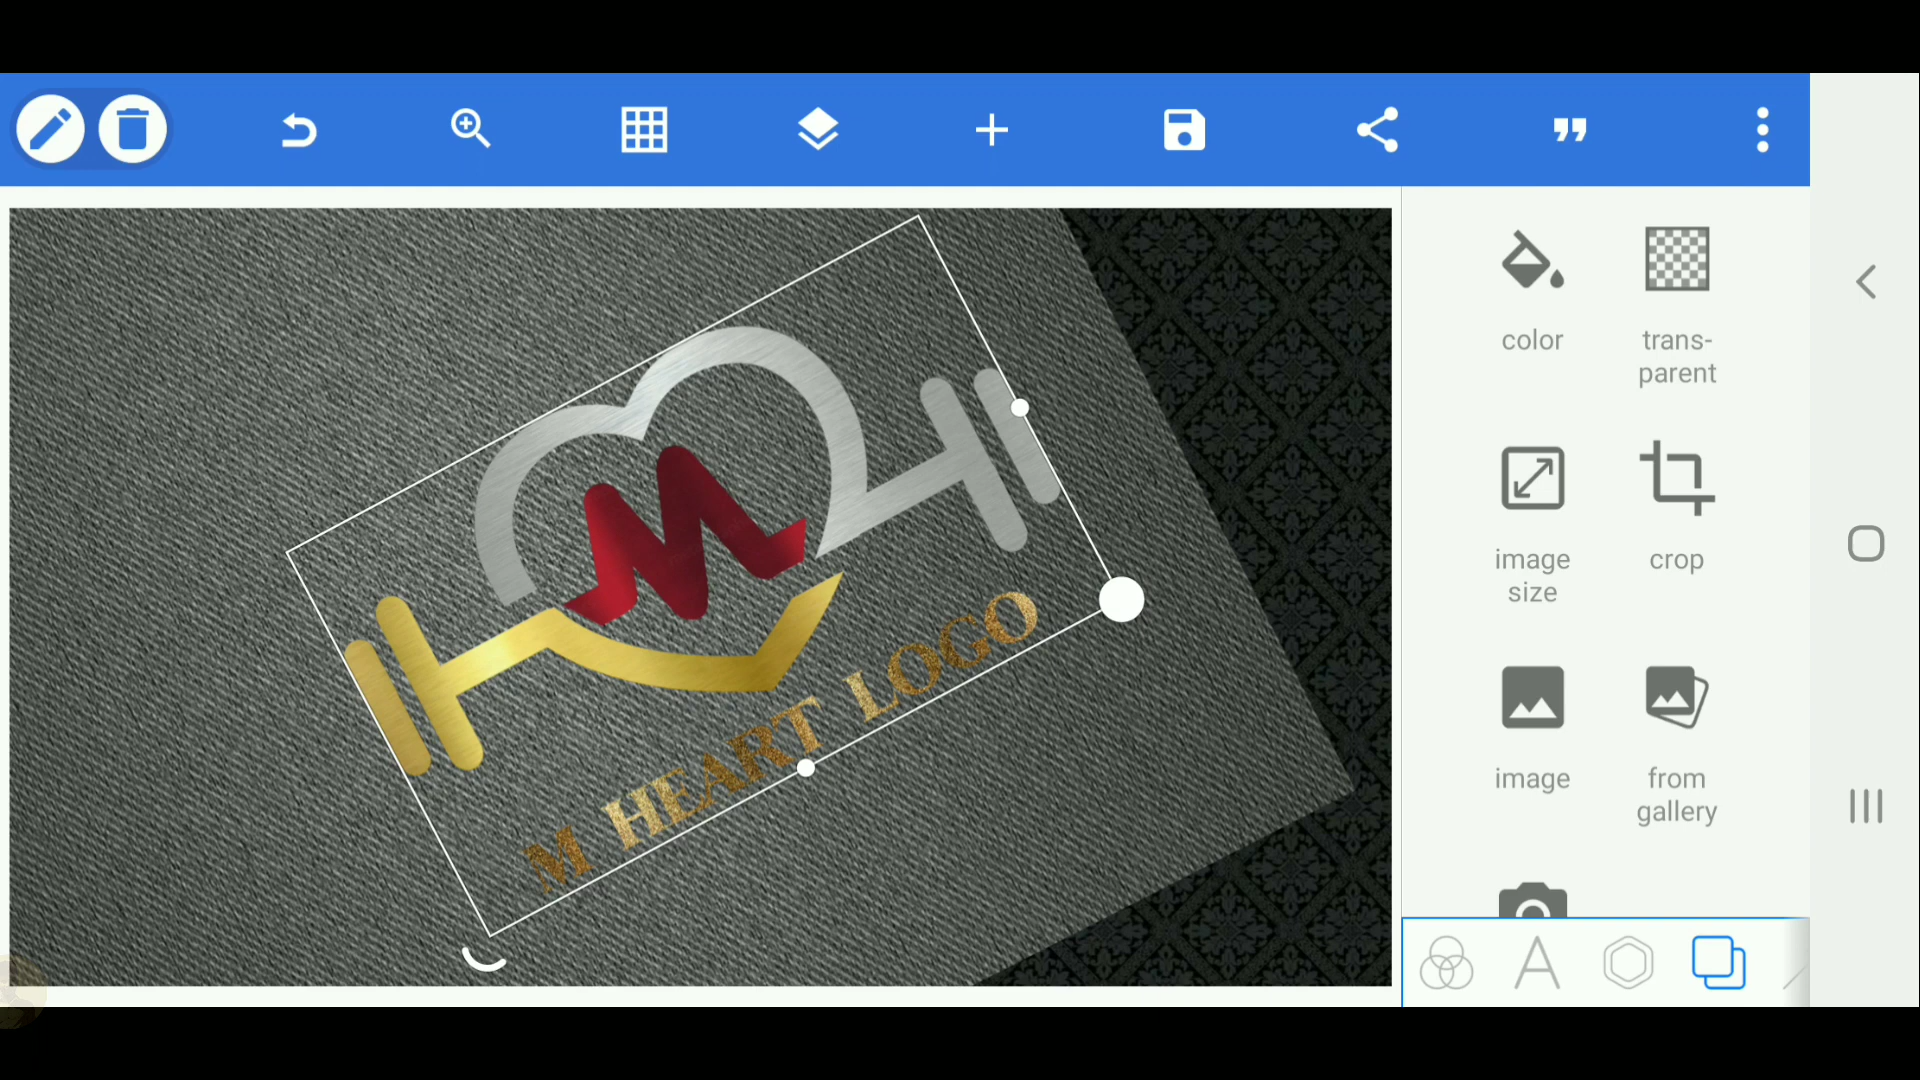 color
trans-
parent
image
size
crop
image
from
gallery
M HEART LOGO